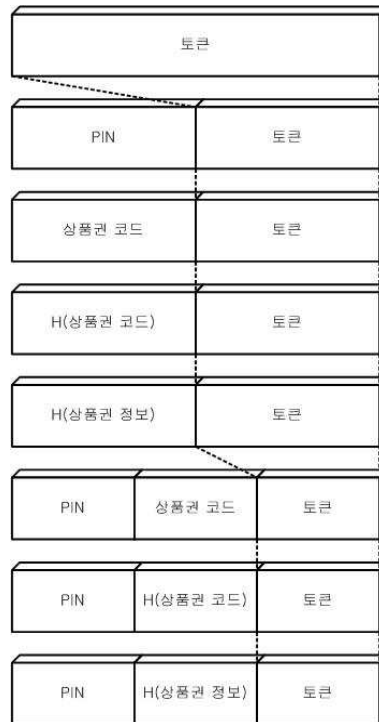 토큰
PIN 토큰
상품권 코드 토큰
H(상품권 코드) 토큰
H(상품권 정보) 토큰
PIN 상품권 코드 토큰
PIN H(상품권 코드) 토큰
PIN H(상품권 정보) 토큰